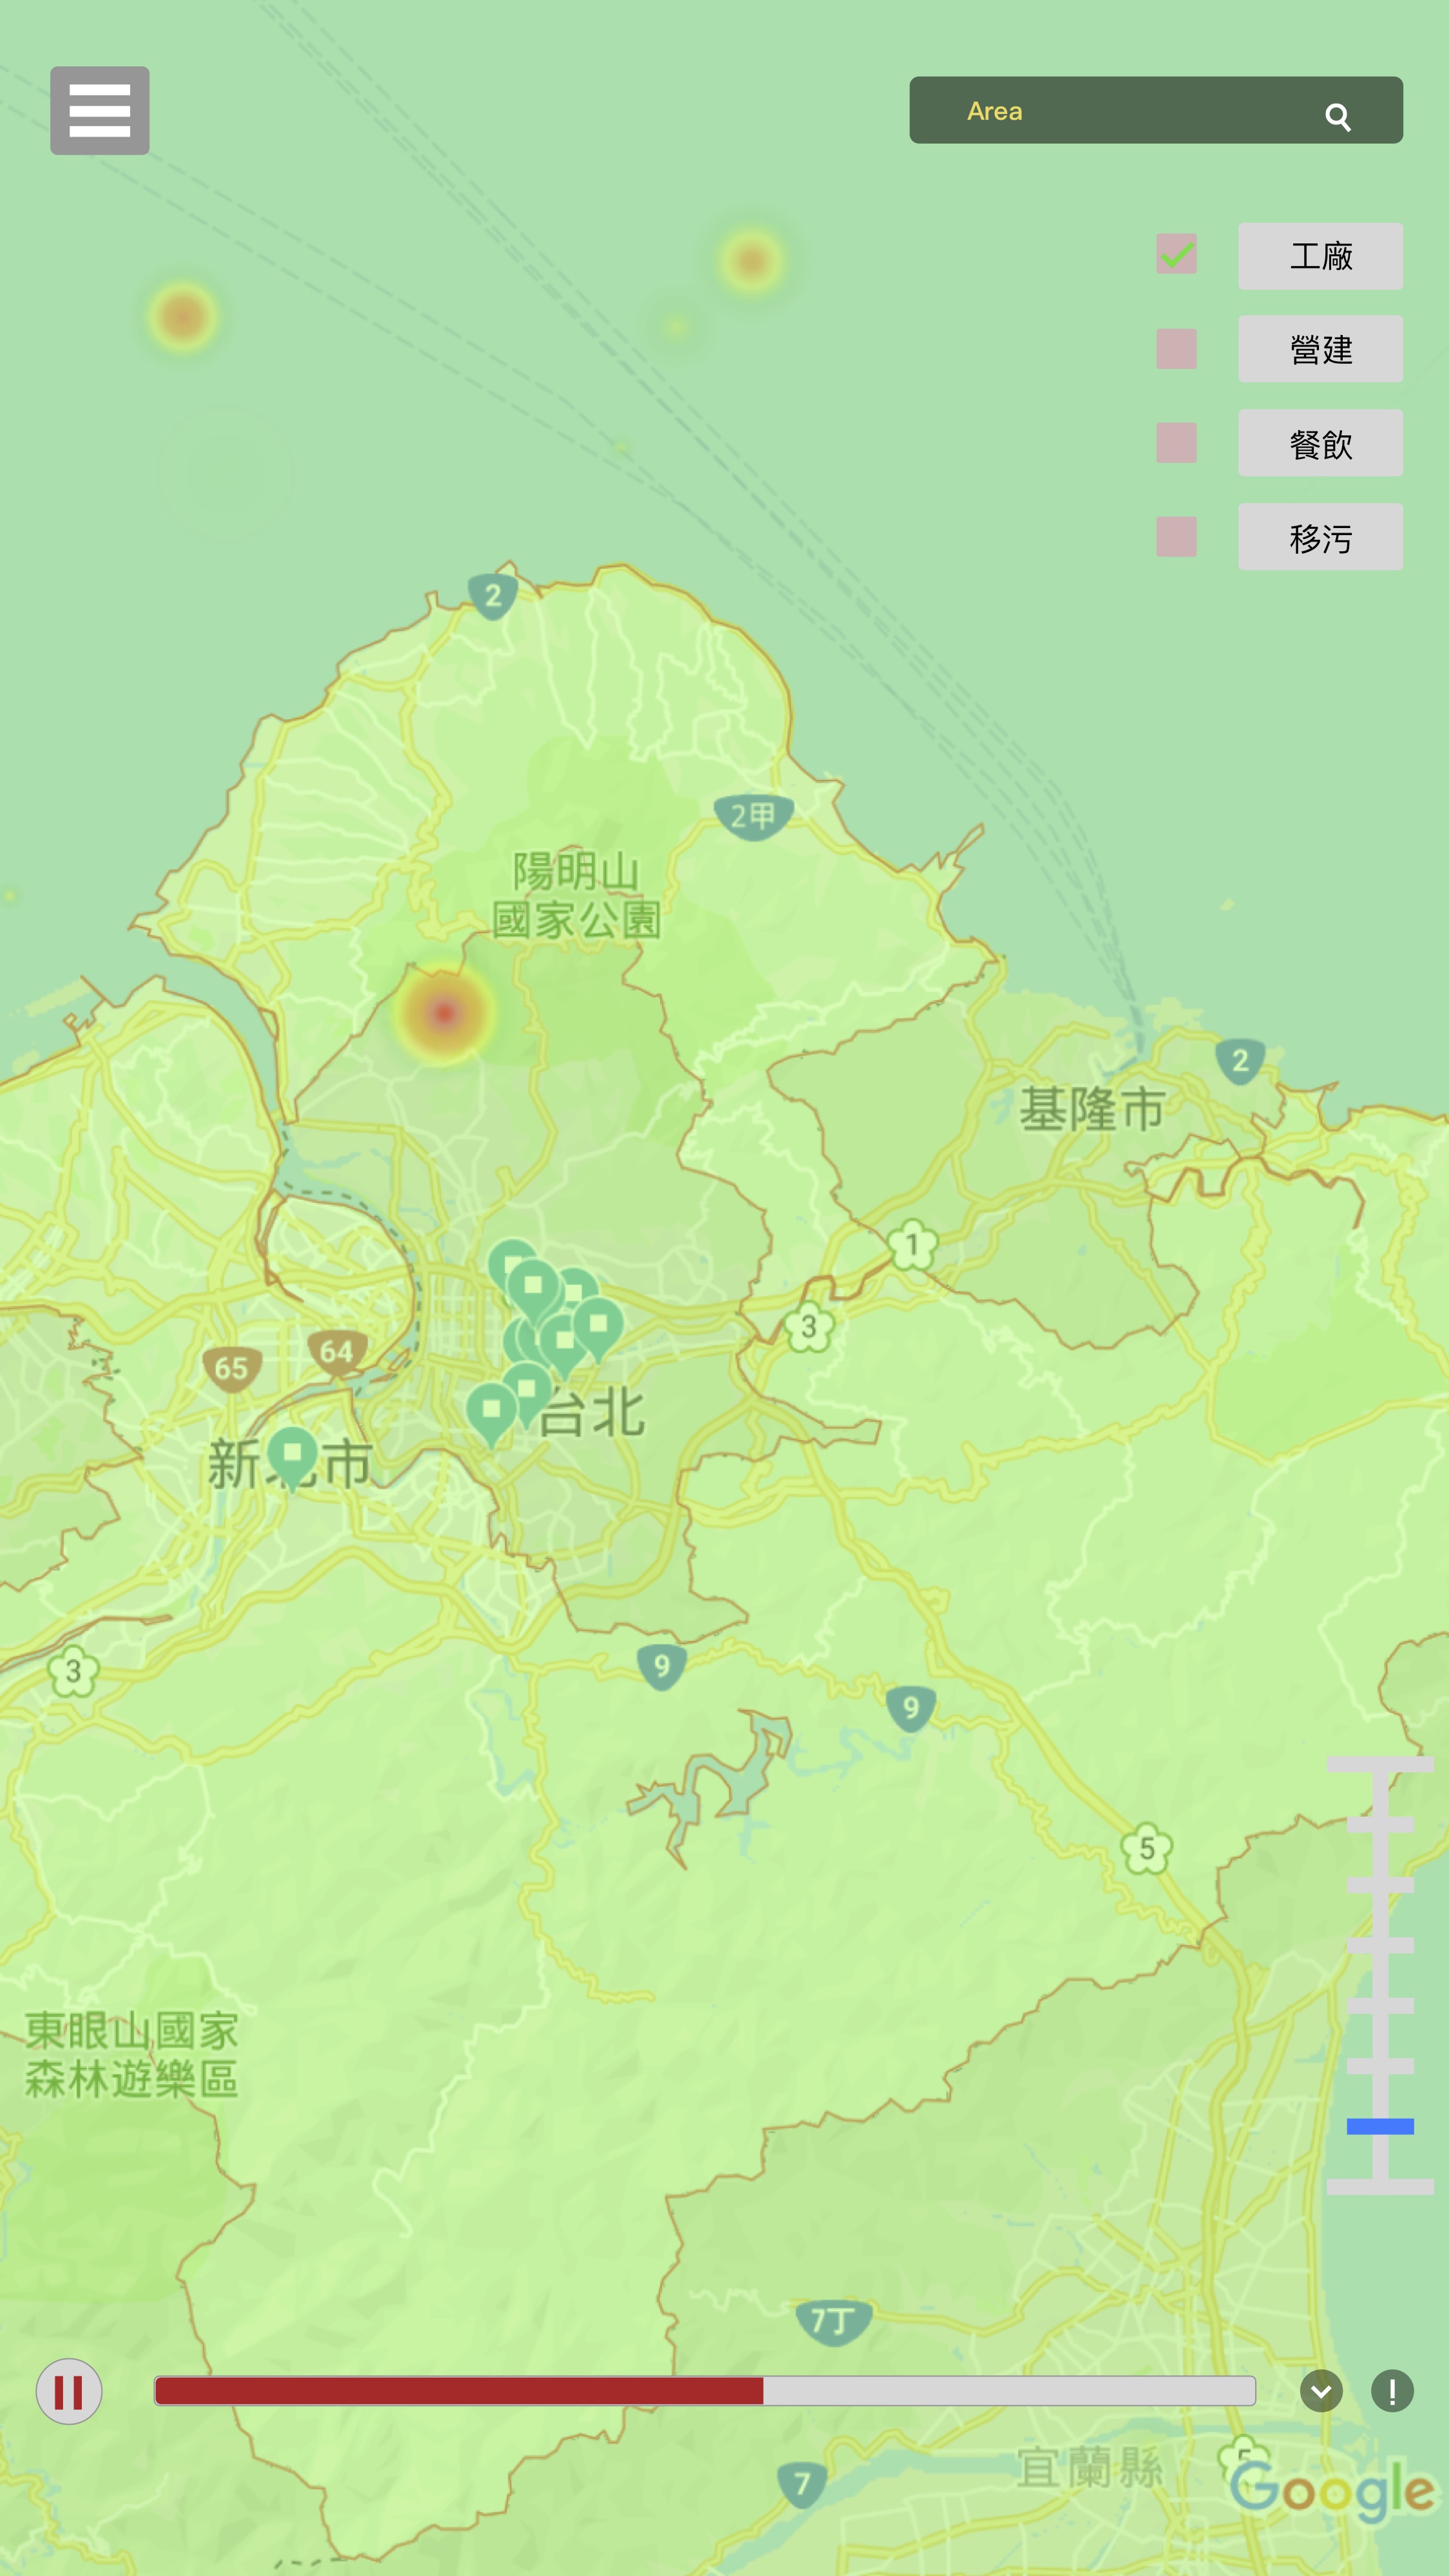 Area
工廠
營建
餐飲
移污
2
2甲
陽明山
國家公園
2
基隆市
1
3
64
65
台北
新北市
3
9
9
5
東眼山國家
森林遊樂區
7丁
宜蘭縣
5
7
Google